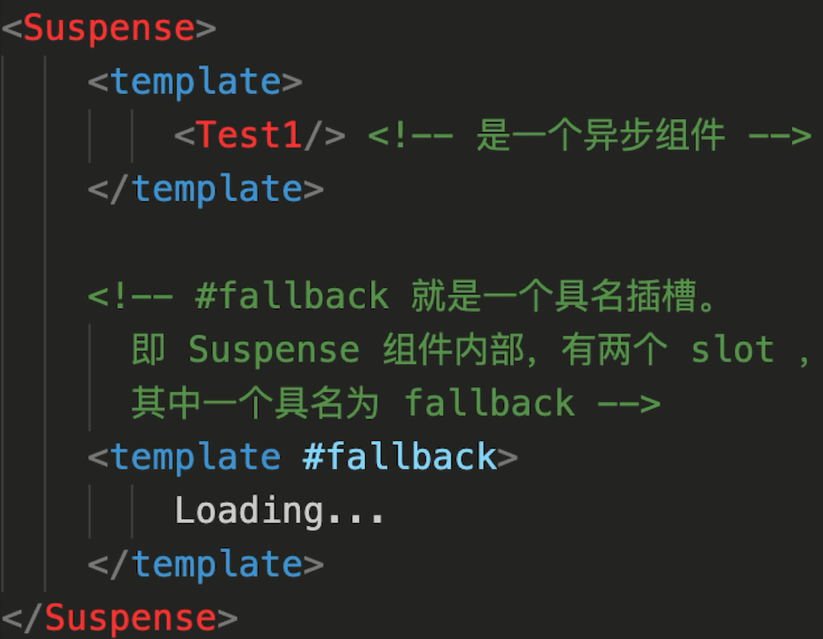 <Suspense>
<template>
<Test1/> <!-- 是一个异步组件 -->
</template>
<!-- #fallback 就是一个具名插槽。
即 Suspense 组件内部，有两个 slot ，
其中一个具名为 fallback -->
<template #fallback>
Loading...
</template>
</Suspense>